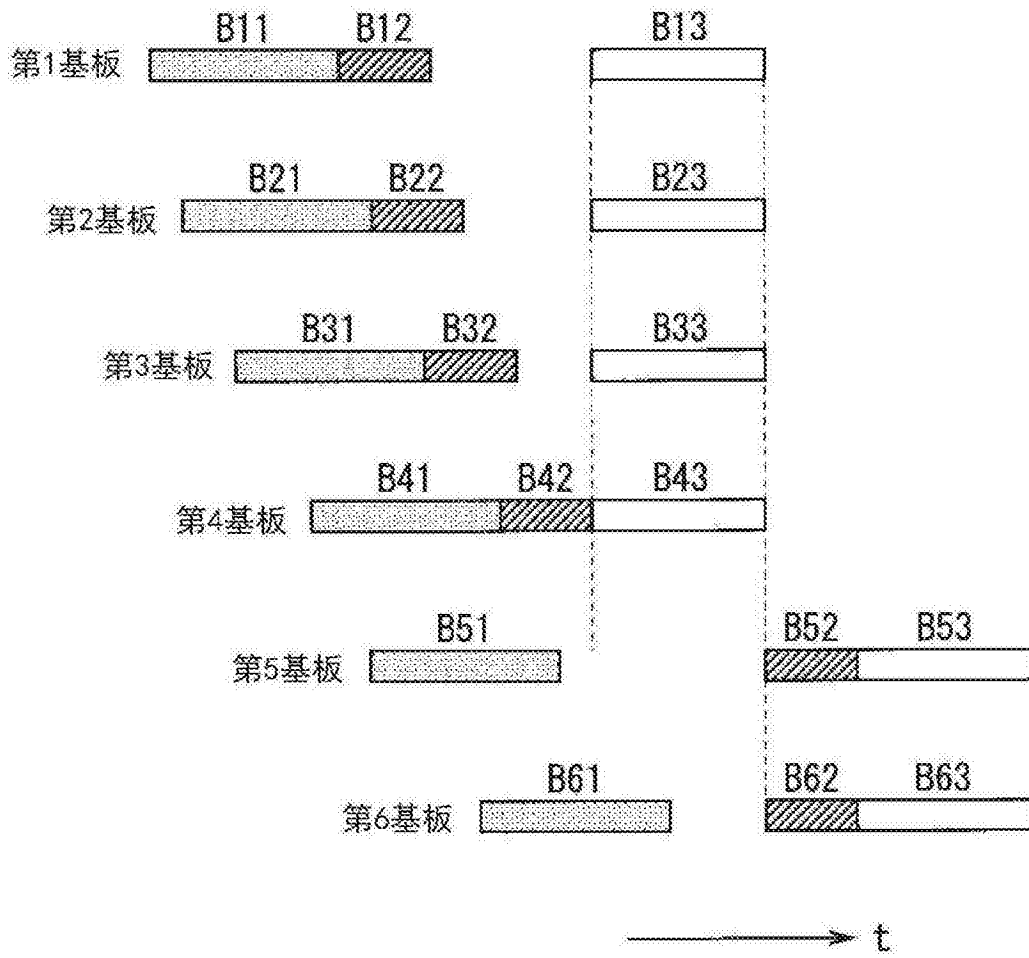 B11 B12 B13
第1基板
B21 B22 B23
第2基板
B31 B32 B33
第3基板
B41 B42 B43
第4基板
B51 B52 B53
第5基板
B61 B62 B63
第6基板
t